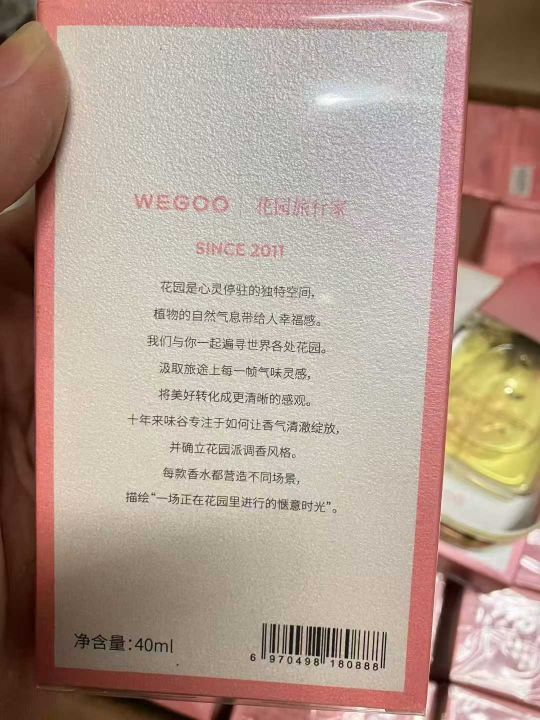 WEGOO | 花园旅行家
SINCE 2011
花园是心灵停驻的独特空间,
植物的自然气息带给人幸福感。
我们与你一起遍寻世界各处花园。
汲取旅途上每一帧气味灵感,
将美好转化成更清晰的感观。
十年来味谷专注于如何让香气清澈绽放,
并确立花园派调香风格。
每款香水都营造不同场景,
描绘“一场正在花园里进行的惬意时光”。
净含量:40ml
6 970498 180888